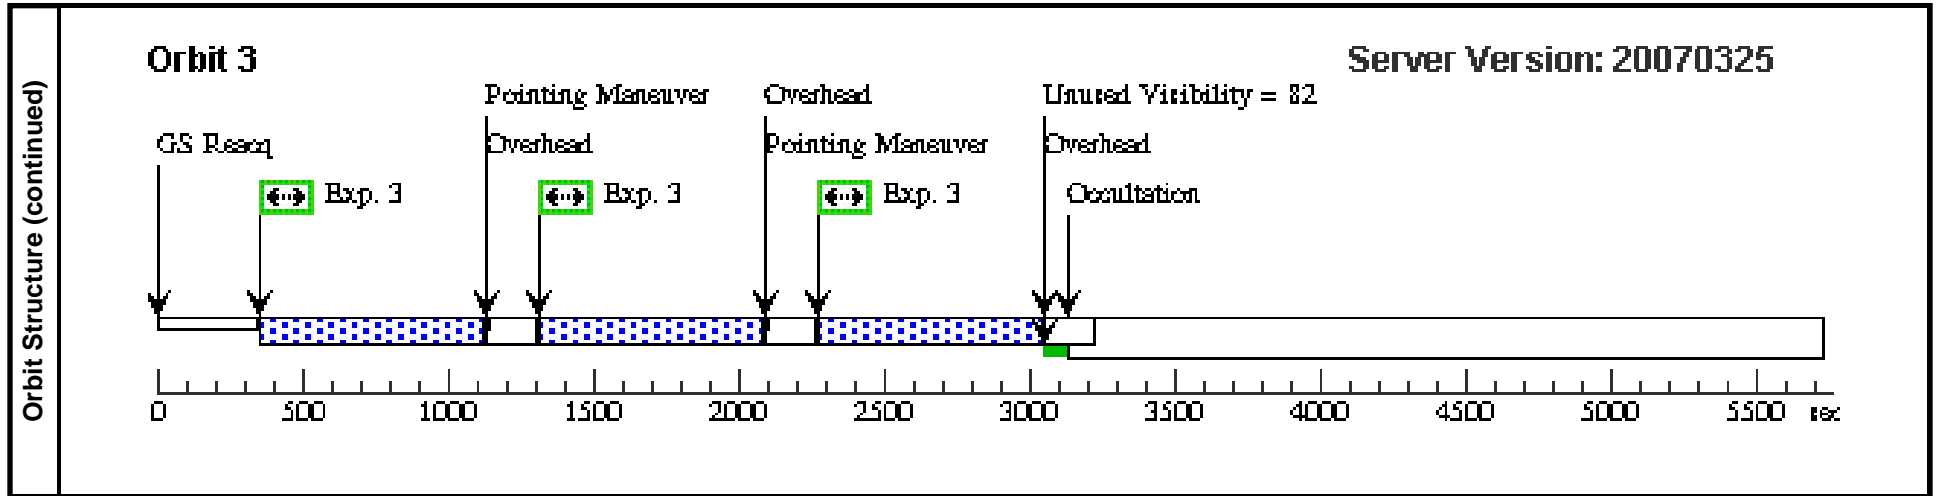 Orbit Structure (continued)
Orbit 3
Server Version: 20070325
Pointing Maneuver
Overhead
Unused Visibility = 82
GS Reacq
Overhead
Pointing Maneuver
Overhead
Exp. 3
Exp. 3
Exp. 3
Occultation
0 500 1000 1500 2000 2500 3000 3500 4000 4500 5000 5500 sec